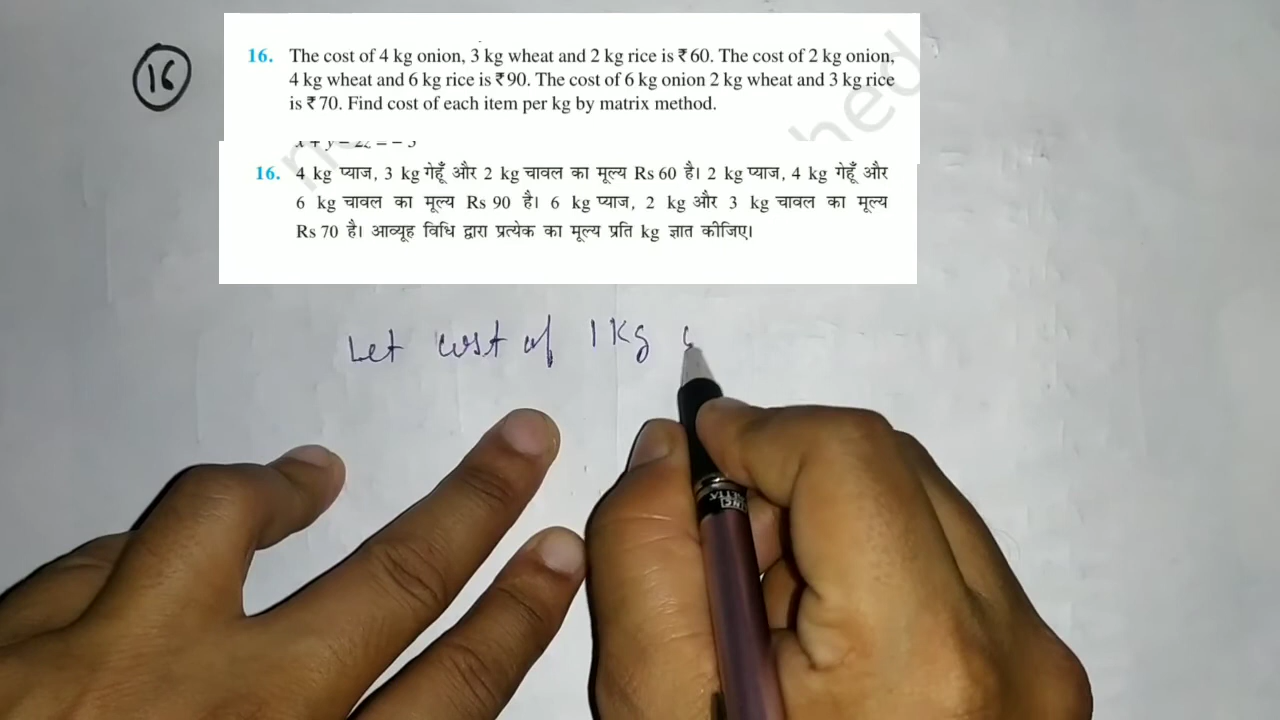 16
16. The cost of 4 kg onion, 3 kg wheat and 2 kg rice is ₹ 60. The cost of 2 kg onion,
4 kg wheat and 6 kg rice is ₹ 90. The cost of 6 kg onion 2 kg wheat and 3 kg rice
is ₹ 70. Find cost of each item per kg by matrix method.
16. 4 kg प्याज, 3 kg गेहूँ और 2 kg चावल का मूल्य Rs 60 है। 2 kg प्याज, 4 kg गेहूँ और
6 kg चावल का मूल्य Rs 90 है। 6 kg प्याज, 2 kg और 3 kg चावल का मूल्य
Rs 70 है। आव्यूह विधि द्वारा प्रत्येक का मूल्य प्रति kg ज्ञात कीजिए।
Let cost of 1 Kg